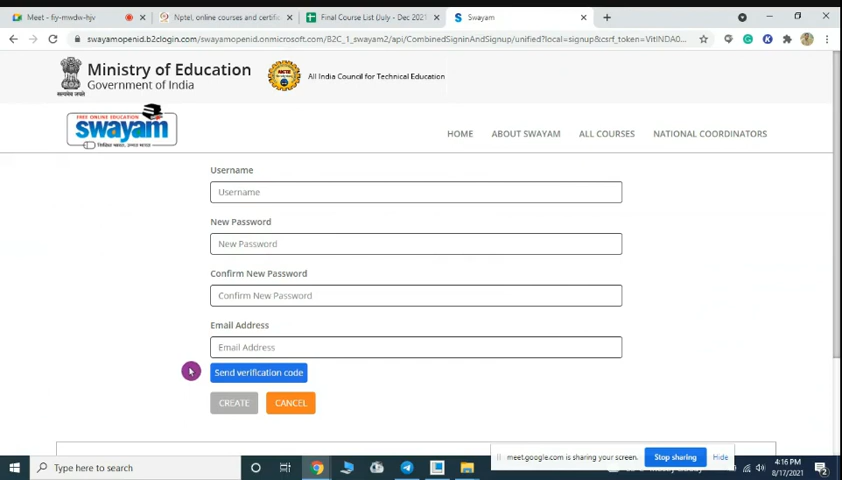 Meet - fiy-mwdw-hjv
Nptel, online courses and certific
Final Course List (July - Dec 2021
Swayam
swayamopenid.b2clogin.com/swayamopenid.onmicrosoft.com/B2C_1_swayam2/api/CombinedSigninAndSignup/unified?local=signup&csrf_token=VitINDA0...
Ministry of Education
Government of India
All India Council for Technical Education
FREE ONLINE EDUCATION
swayam
HOME
ABOUT SWAYAM
ALL COURSES
NATIONAL COORDINATORS
Username
Username
New Password
New Password
Confirm New Password
Confirm New Password
Email Address
Email Address
Send verification code
CREATE
CANCEL
meet.google.com is sharing your screen.
Stop sharing
Hide
Type here to search
4:16 PM
8/17/2021
2